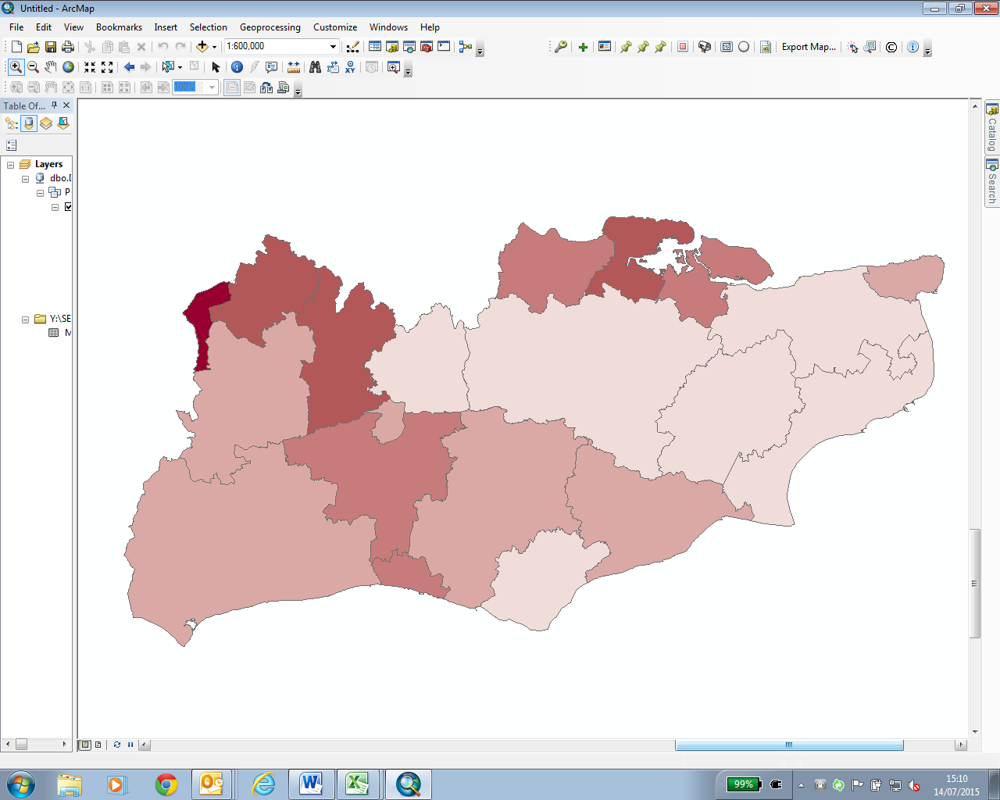 Untitled - ArcMap
File Edit View Bookmarks Insert Selection Geoprocessing Customize Windows Help
1:600,000
Export Map...
XY
100%
Table Of...
Layers
dbo.
P
Y:\SE
M
Catalog
Search
99%
15:10
14/07/2015